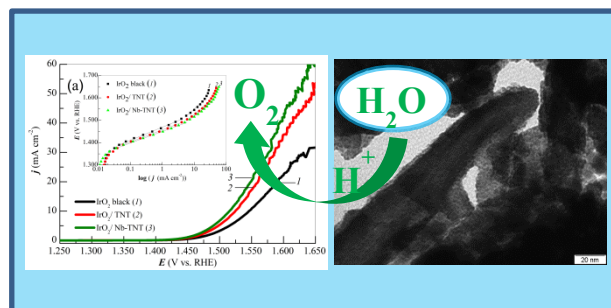 (a)
1.700
1.600
1.500
1.400
1.300
E (V vs. RHE)
IrO2 black (1)
IrO2/ TNT (2)
IrO2/ Nb-TNT (3)
2 3
0.01 0.1 1 10 100
log (j (mA cm-2)
60
50
40
30
20
10
0
j (mA cm-2)
3
2
1
IrO2 black (1)
IrO2/ TNT (2)
IrO2/ Nb-TNT (3)
1.250 1.300 1.350 1.400 1.450 1.500 1.550 1.600 1.650
E (V vs. RHE)
O2
H2O
H+
20 nm